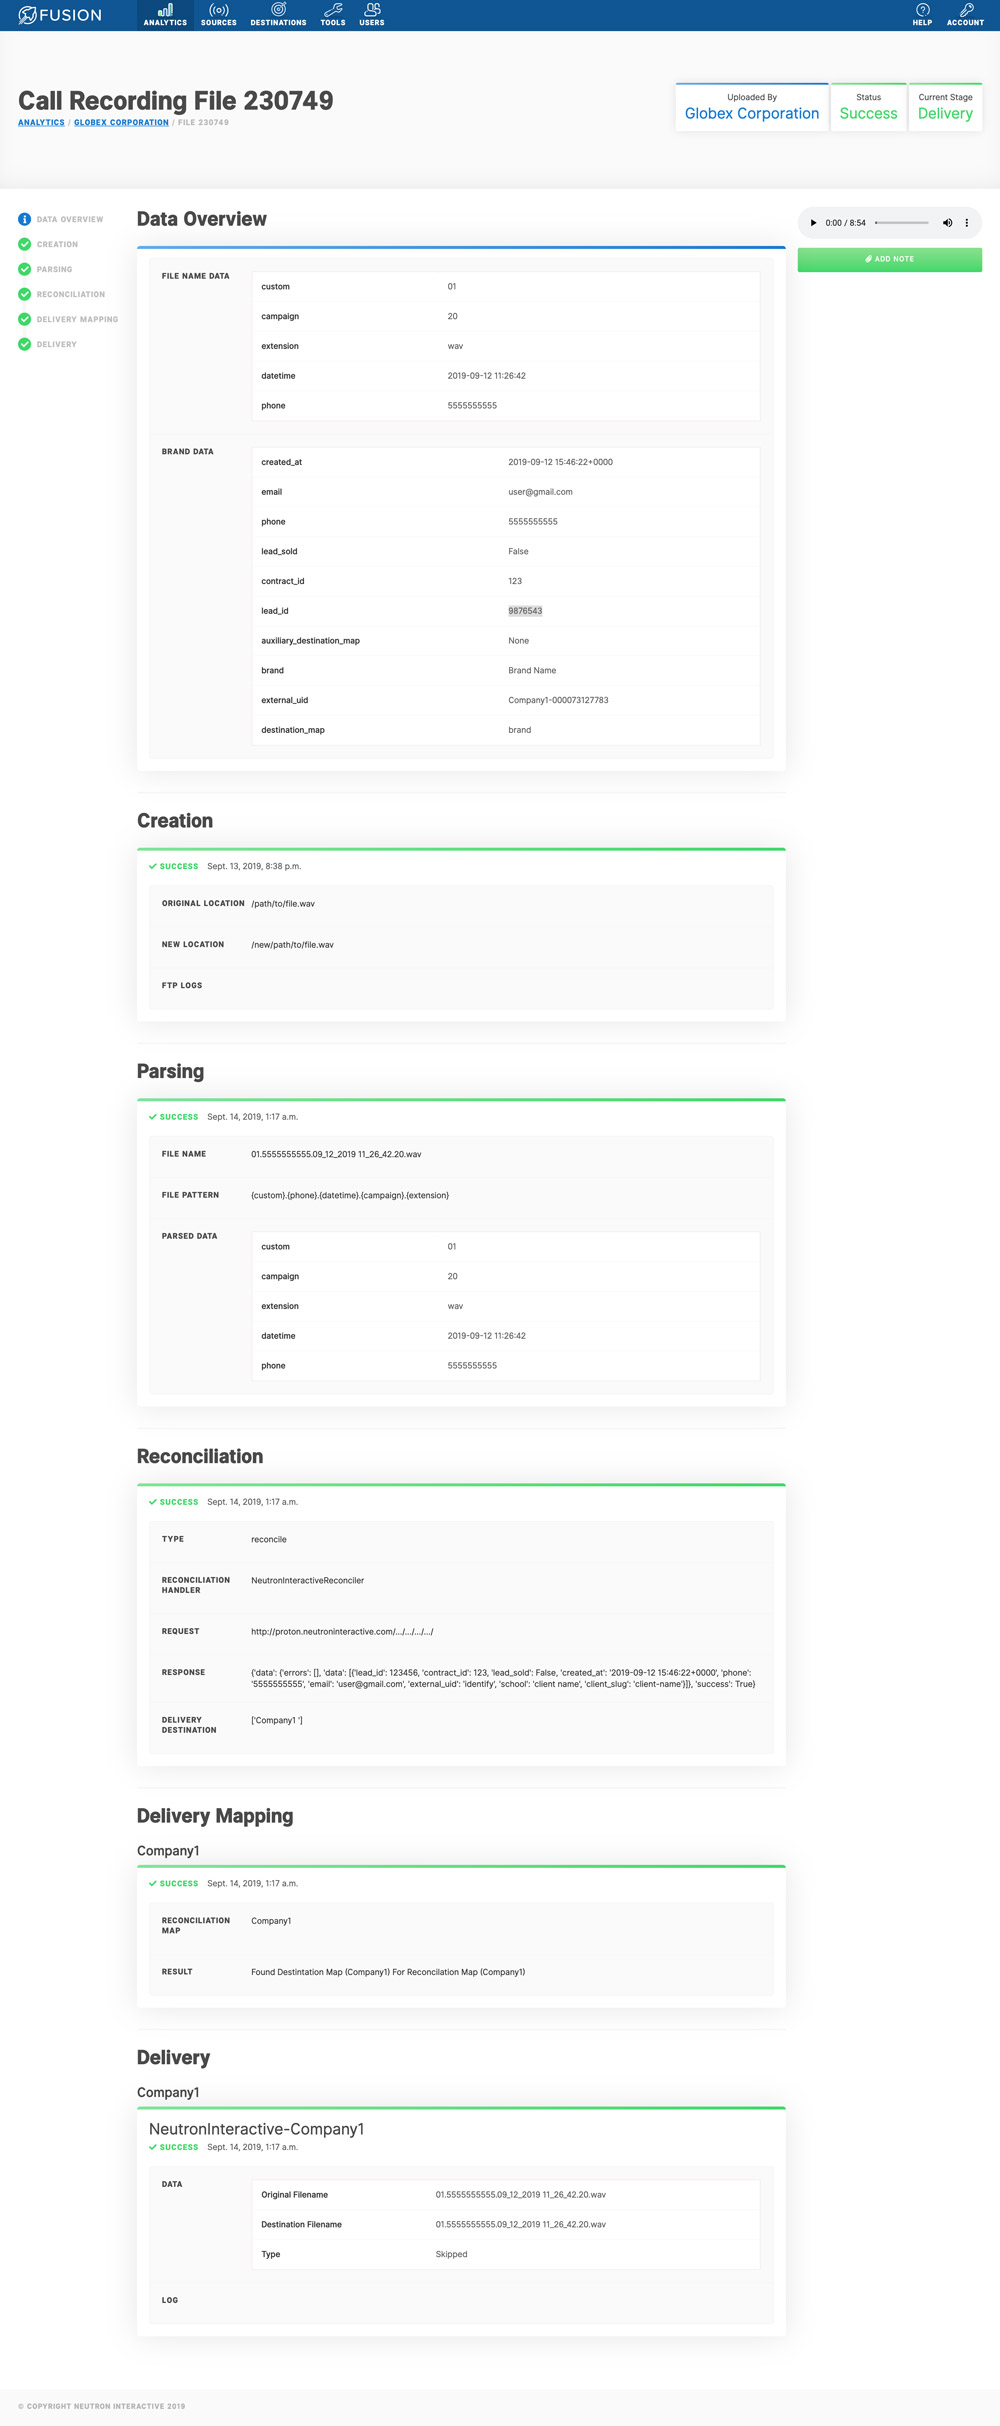 FUSION
ANALYTICS
SOURCES
DESTINATIONS
TOOLS
USERS
HELP
ACCOUNT
Call Recording File 230749
ANALYTICS / GLOBEX CORPORATION / FILE 230749
Uploaded By
Globex Corporation
Status
Success
Current Stage
Delivery
DATA OVERVIEW
CREATION
PARSING
RECONCILIATION
DELIVERY MAPPING
DELIVERY
0:00 / 8:54
ADD NOTE
Data Overview
FILE NAME DATA
custom 01
campaign 20
extension wav
datetime 2019-09-12 11:26:42
phone 5555555555
BRAND DATA
created_at 2019-09-12 15:46:22+0000
email user@gmail.com
phone 5555555555
lead_sold False
contract_id 123
lead_id 9876543
auxiliary_destination_map None
brand Brand Name
external_uid Company1-000073127783
destination_map brand
Creation
SUCCESS Sept. 13, 2019, 8:38 p.m.
ORIGINAL LOCATION /path/to/file.wav
NEW LOCATION /new/path/to/file.wav
FTP LOGS
Parsing
SUCCESS Sept. 14, 2019, 1:17 a.m.
FILE NAME 01.5555555555.09_12_2019 11_26_42.20.wav
FILE PATTERN {custom}.{phone}.{datetime}.{campaign}.{extension}
PARSED DATA
custom 01
campaign 20
extension wav
datetime 2019-09-12 11:26:42
phone 5555555555
Reconciliation
SUCCESS Sept. 14, 2019, 1:17 a.m.
TYPE reconcile
RECONCILIATION
HANDLER
NeutronInteractiveReconciler
REQUEST http://proton.neutroninteractive.com/.../.../.../.../
RESPONSE {'data': {'errors': [], 'data': [{'lead_id': 123456, 'contract_id': 123, 'lead_sold': False, 'created_at': '2019-09-12 15:46:22+0000', 'phone':
'5555555555', 'email': 'user@gmail.com', 'external_uid': 'identify', 'school': 'client name', 'client_slug': 'client-name'}]}, 'success': True}
DELIVERY
DESTINATION
['Company1 ']
Delivery Mapping
Company1
SUCCESS Sept. 14, 2019, 1:17 a.m.
RECONCILIATION
MAP
Company1
RESULT Found Destintation Map (Company1) For Reconcilation Map (Company1)
Delivery
Company1
NeutronInteractive-Company1
SUCCESS Sept. 14, 2019, 1:17 a.m.
DATA
Original Filename 01.5555555555.09_12_2019 11_26_42.20.wav
Destination Filename 01.5555555555.09_12_2019 11_26_42.20.wav
Type Skipped
LOG
© COPYRIGHT NEUTRON INTERACTIVE 2019